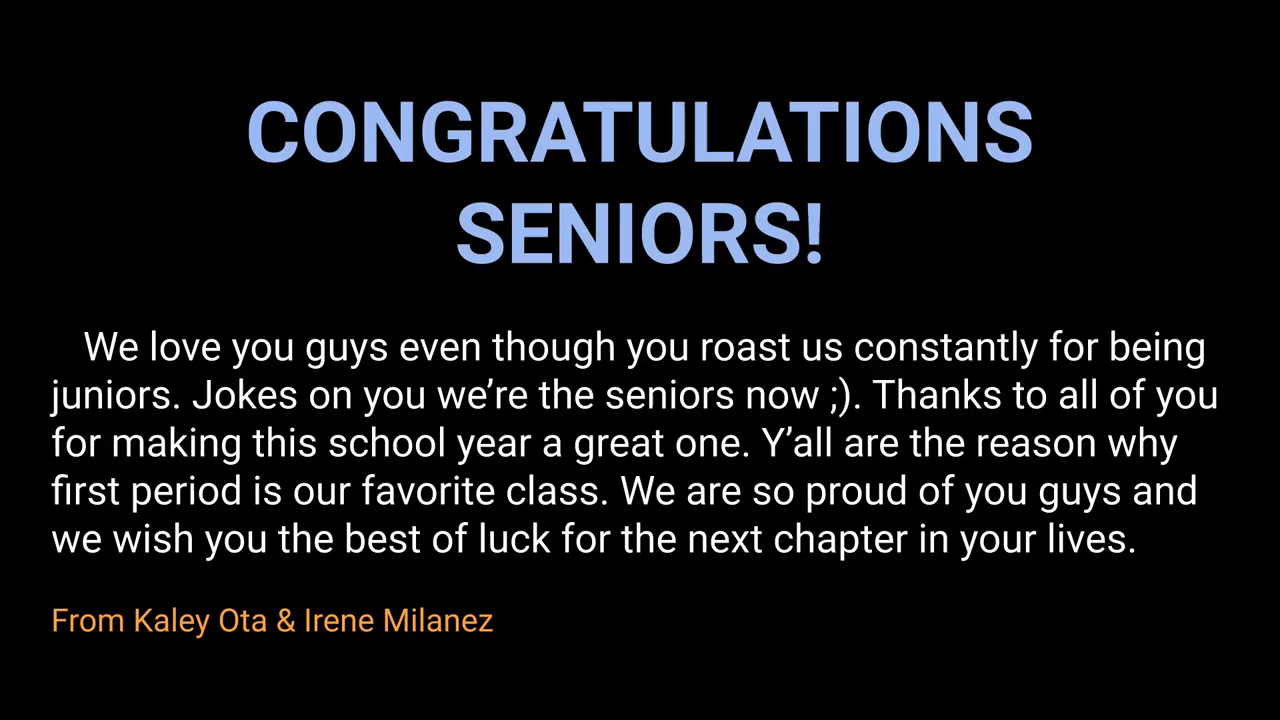 CONGRATULATIONS
SENIORS!
We love you guys even though you roast us constantly for being
juniors. Jokes on you we’re the seniors now ;). Thanks to all of you
for making this school year a great one. Y’all are the reason why
first period is our favorite class. We are so proud of you guys and
we wish you the best of luck for the next chapter in your lives.
From Kaley Ota & Irene Milanez